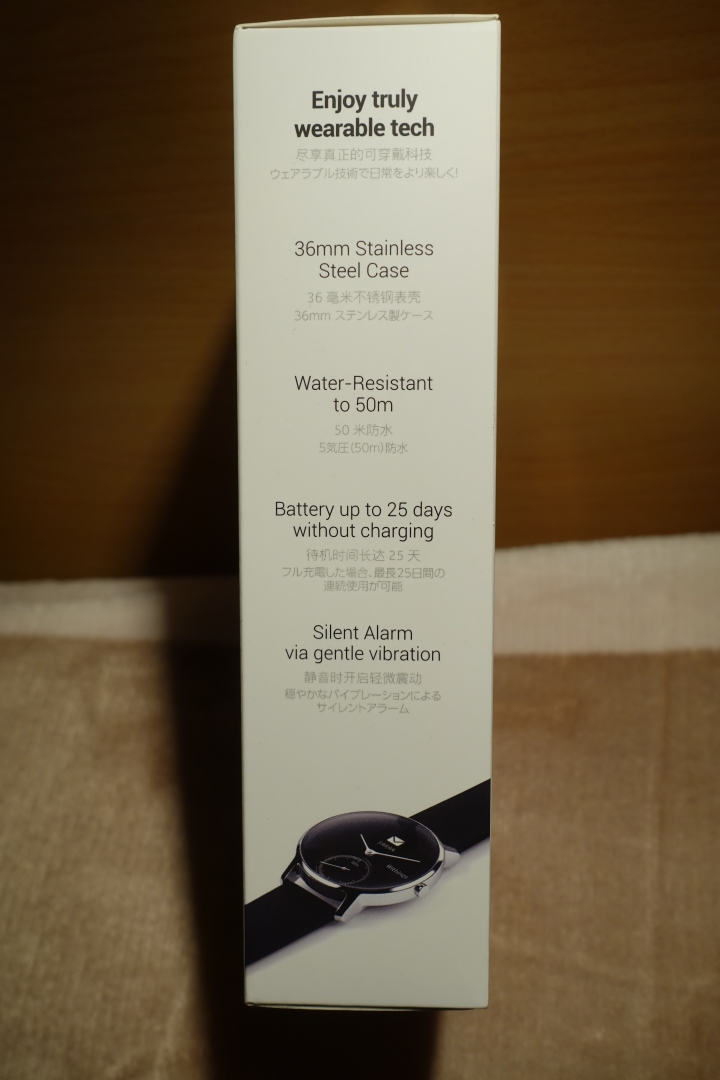 Enjoy truly
wearable tech
尽享真正的可穿戴科技
ウェアラブル技術で日常をより楽しく!
36mm Stainless
Steel Case
36 毫米不锈钢表壳
36mm ステンレス製ケース
Water-Resistant
to 50m
50 米防水
5気圧(50m)防水
Battery up to 25 days
without charging
待机时间长达 25 天
フル充電した場合、最長25日間の
連続使用が可能
Silent Alarm
via gentle vibration
静音时开启轻微震动
穏やかなバイブレーションによる
サイレントアラーム